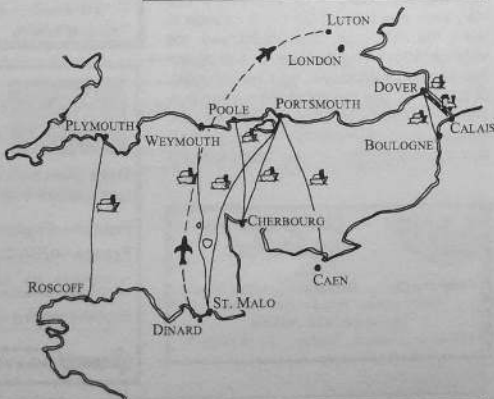 LUTON
LONDON
DOVER
PORTSMOUTH
POOLE
CALAIS
PLYMOUTH
WEYMOUTH
BOULOGNE
CHERBOURG
CAEN
ROSCOFF
ST. MALO
DINARD